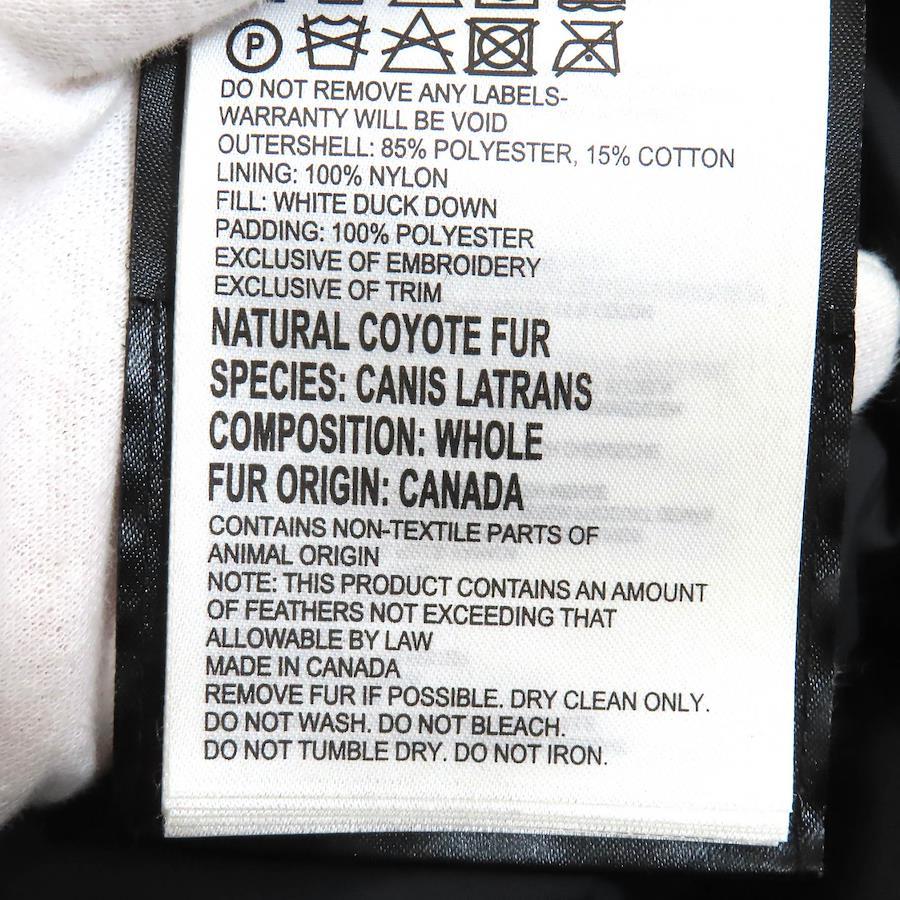 P
DO NOT REMOVE ANY LABELS-
WARRANTY WILL BE VOID
OUTERSHELL: 85% POLYESTER, 15% COTTON
LINING: 100% NYLON
FILL: WHITE DUCK DOWN
PADDING: 100% POLYESTER
EXCLUSIVE OF EMBROIDERY
EXCLUSIVE OF TRIM
NATURAL COYOTE FUR
SPECIES: CANIS LATRANS
COMPOSITION: WHOLE
FUR ORIGIN: CANADA
CONTAINS NON-TEXTILE PARTS OF
ANIMAL ORIGIN
NOTE: THIS PRODUCT CONTAINS AN AMOUNT
OF FEATHERS NOT EXCEEDING THAT
ALLOWABLE BY LAW
MADE IN CANADA
REMOVE FUR IF POSSIBLE. DRY CLEAN ONLY.
DO NOT WASH. DO NOT BLEACH.
DO NOT TUMBLE DRY. DO NOT IRON.